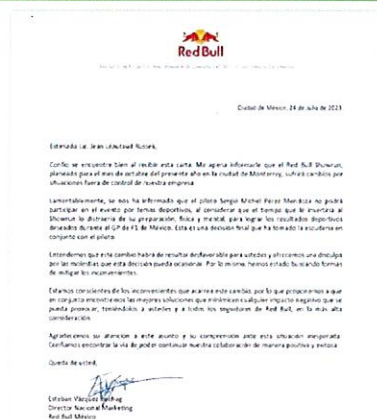 Red Bull
Ciudad de México, 24 de julio de 2023
Estimada Lic. Jean
Confío se encuentre bien al recibir esta carta. Me apena informarle que el Red Bull Showrun,
planeado para el mes de octubre del presente año en la ciudad de Monterrey, sufrirá cambios por
situaciones fuera de control de nuestra empresa.
Lamentablemente, se nos ha informado que el piloto Sergio Michel Pérez Mendoza no podrá
participar en el evento por temas deportivos, al considerar que el tiempo que le invertiría al
Showrun lo distraería de su preparación, física y mental, para lograr los resultados deportivos
deseados durante el GP de F1 de México. Esta es una decisión final que ha tomado la escudería en
conjunto con el piloto.
Entendemos que este cambio habrá de resultar desfavorable para ustedes y ofrecemos una disculpa
por las molestias que esta decisión pueda ocasionar. Por lo mismo, hemos estado buscando formas
de mitigar los inconvenientes.
Estamos conscientes de los inconvenientes que acarrea este cambio, por lo que proponemos a que
en conjunto encontremos las mejores soluciones que minimicen cualquier impacto negativo que se
pueda provocar, teniéndolos a ustedes y a todos los seguidores de Red Bull, en la más alta
consideración.
Agradecemos su atención a este asunto y su comprensión ante esta situación inesperada.
Confiamos encontrar la vía de poder continuar nuestra colaboración de manera positiva y exitosa.
Quedo de usted,
Esteban Vázquez
Director Nacional Marketing
Red Bull México